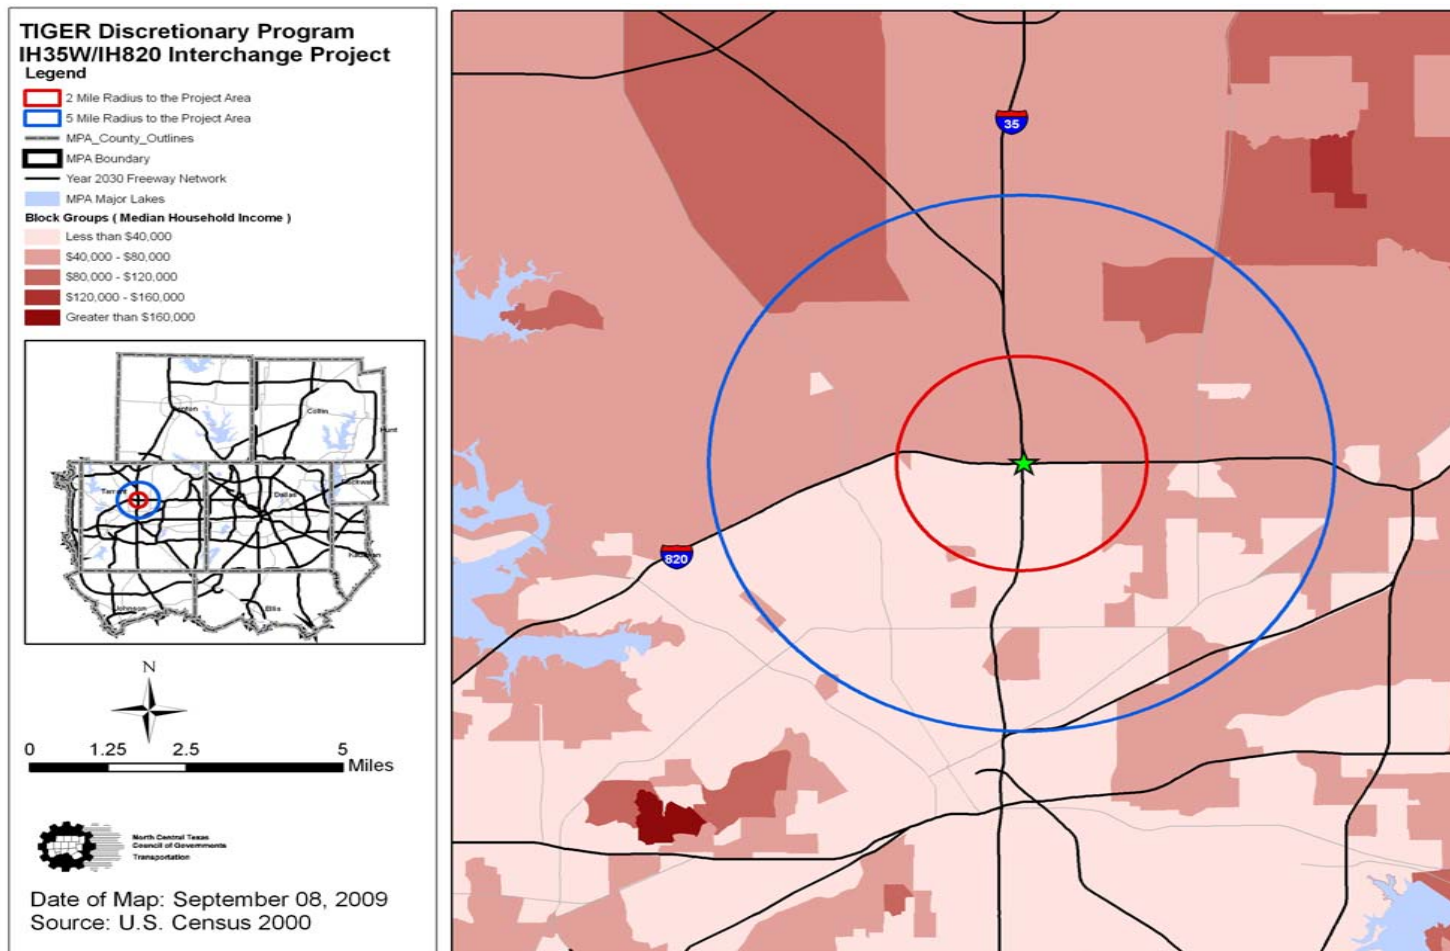 TIGER Discretionary Program
IH35W/IH820 Interchange Project
Legend
2 Mile Radius to the Project Area
5 Mile Radius to the Project Area
MPA_County_Outlines
MPA Boundary
Year 2030 Freeway Network
MPA Major Lakes
Block Groups ( Median Household Income )
Less than $40,000
$40,000 - $80,000
$80,000 - $120,000
$120,000 - $160,000
Greater than $160,000
Collin
Hunt
Dallas
Johnson
Ellis
N
0 1.25 2.5 5
Miles
North Central Texas
Council of Governments
Transportation
Date of Map: September 08, 2009
Source: U.S. Census 2000
35
820